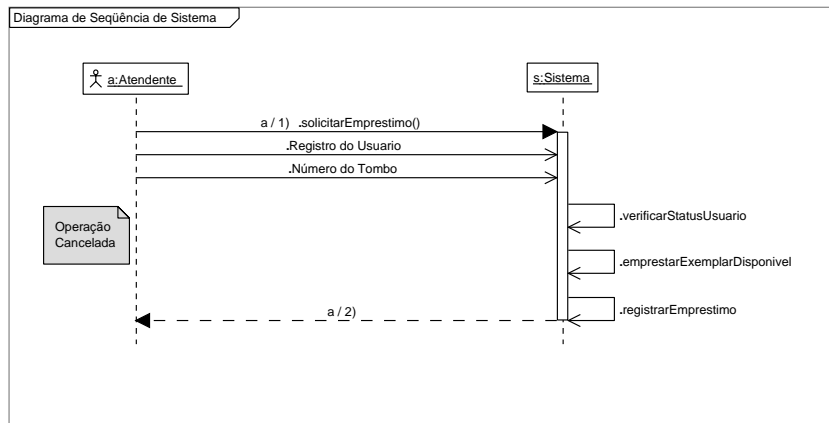 Diagrama de Seqüência de Sistema
a:Atendente
s:Sistema
a / 1) .solicitarEmprestimo()
.Registro do Usuario
.Número do Tombo
Operação
Cancelada
.verificarStatusUsuario
.emprestarExemplarDisponivel
.registrarEmprestimo
a / 2)